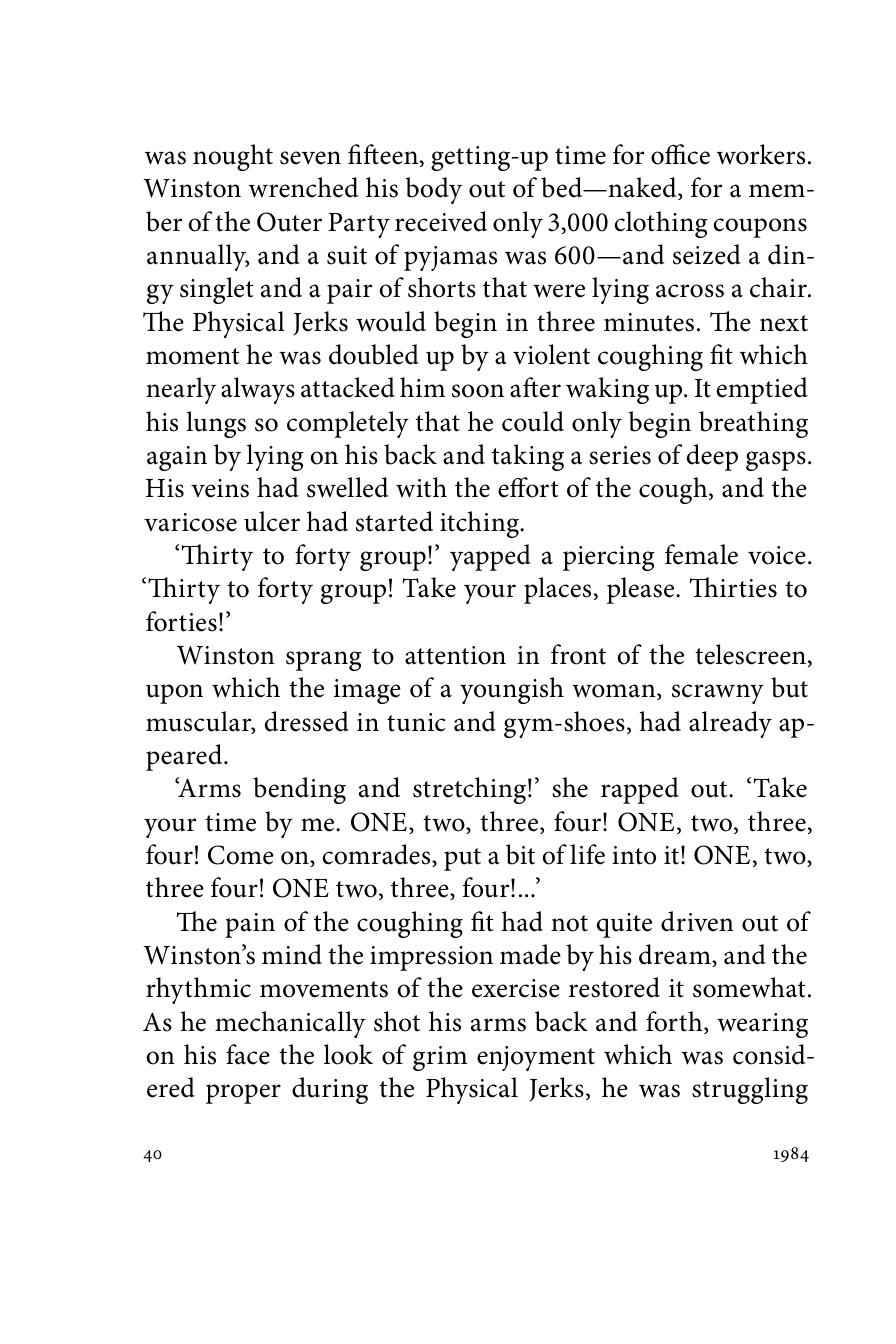 was nought seven fifteen, getting-up time for office workers.
Winston wrenched his body out of bed—naked, for a mem-
ber of the Outer Party received only 3,000 clothing coupons
annually, and a suit of pyjamas was 600—and seized a din-
gy singlet and a pair of shorts that were lying across a chair.
The Physical Jerks would begin in three minutes. The next
moment he was doubled up by a violent coughing fit which
nearly always attacked him soon after waking up. It emptied
his lungs so completely that he could only begin breathing
again by lying on his back and taking a series of deep gasps.
His veins had swelled with the effort of the cough, and the
varicose ulcer had started itching.
‘Thirty to forty group!’ yapped a piercing female voice.
‘Thirty to forty group! Take your places, please. Thirties to
forties!’
Winston sprang to attention in front of the telescreen,
upon which the image of a youngish woman, scrawny but
muscular, dressed in tunic and gym-shoes, had already ap-
peared.
‘Arms bending and stretching!’ she rapped out. ‘Take
your time by me. ONE, two, three, four! ONE, two, three,
four! Come on, comrades, put a bit of life into it! ONE, two,
three four! ONE two, three, four!...’
The pain of the coughing fit had not quite driven out of
Winston’s mind the impression made by his dream, and the
rhythmic movements of the exercise restored it somewhat.
As he mechanically shot his arms back and forth, wearing
on his face the look of grim enjoyment which was consid-
ered proper during the Physical Jerks, he was struggling
40 1984